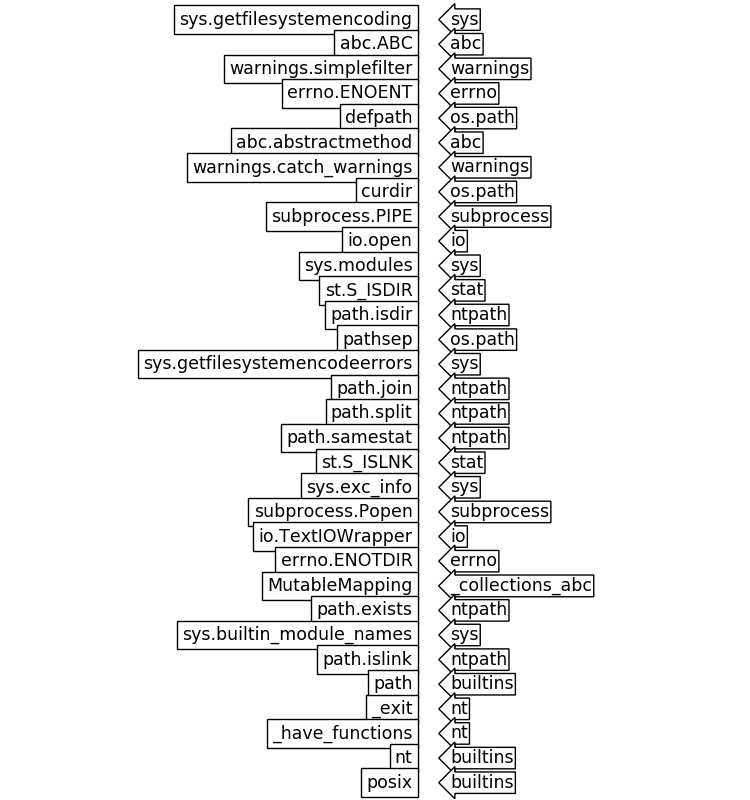 sys.getfilesystemencoding sys
abc.ABC abc
warnings.simplefilter warnings
errno.ENOENT errno
defpath os.path
abc.abstractmethod abc
warnings.catch_warnings warnings
curdir os.path
subprocess.PIPE subprocess
io.open io
sys.modules sys
st.S_ISDIR stat
path.isdir ntpath
pathsep os.path
sys.getfilesystemencodeerrors sys
path.join ntpath
path.split ntpath
path.samestat ntpath
st.S_ISLNK stat
sys.exc_info sys
subprocess.Popen subprocess
io.TextIOWrapper io
errno.ENOTDIR errno
MutableMapping _collections_abc
path.exists ntpath
sys.builtin_module_names sys
path.islink ntpath
path builtins
_exit nt
_have_functions nt
nt builtins
posix builtins